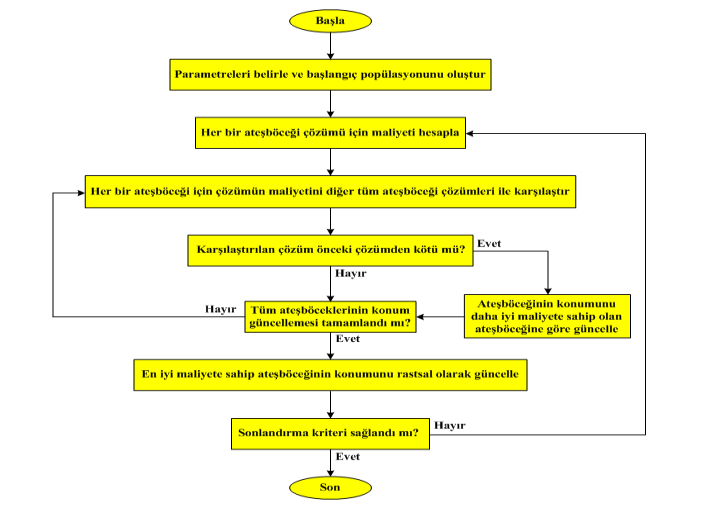 Başla
Parametreleri belirle ve başlangıç popülasyonunu oluştur
Her bir ateşböceği çözümü için maliyeti hesapla
Her bir ateşböceği için çözümün maliyetini diğer tüm ateşböceği çözümleri ile karşılaştır
Karşılaştırılan çözüm önceki çözümden kötü mü?
Evet
Hayır
Ateşböceğinin konumunu
daha iyi maliyete sahip olan
ateşböceğine göre güncelle
Hayır
Tüm ateşböceklerinin konum
güncellemesi tamamlandı mı?
Evet
En iyi maliyete sahip ateşböceğinin konumunu rastsal olarak güncelle
Sonlandırma kriteri sağlandı mı?
Hayır
Evet
Son